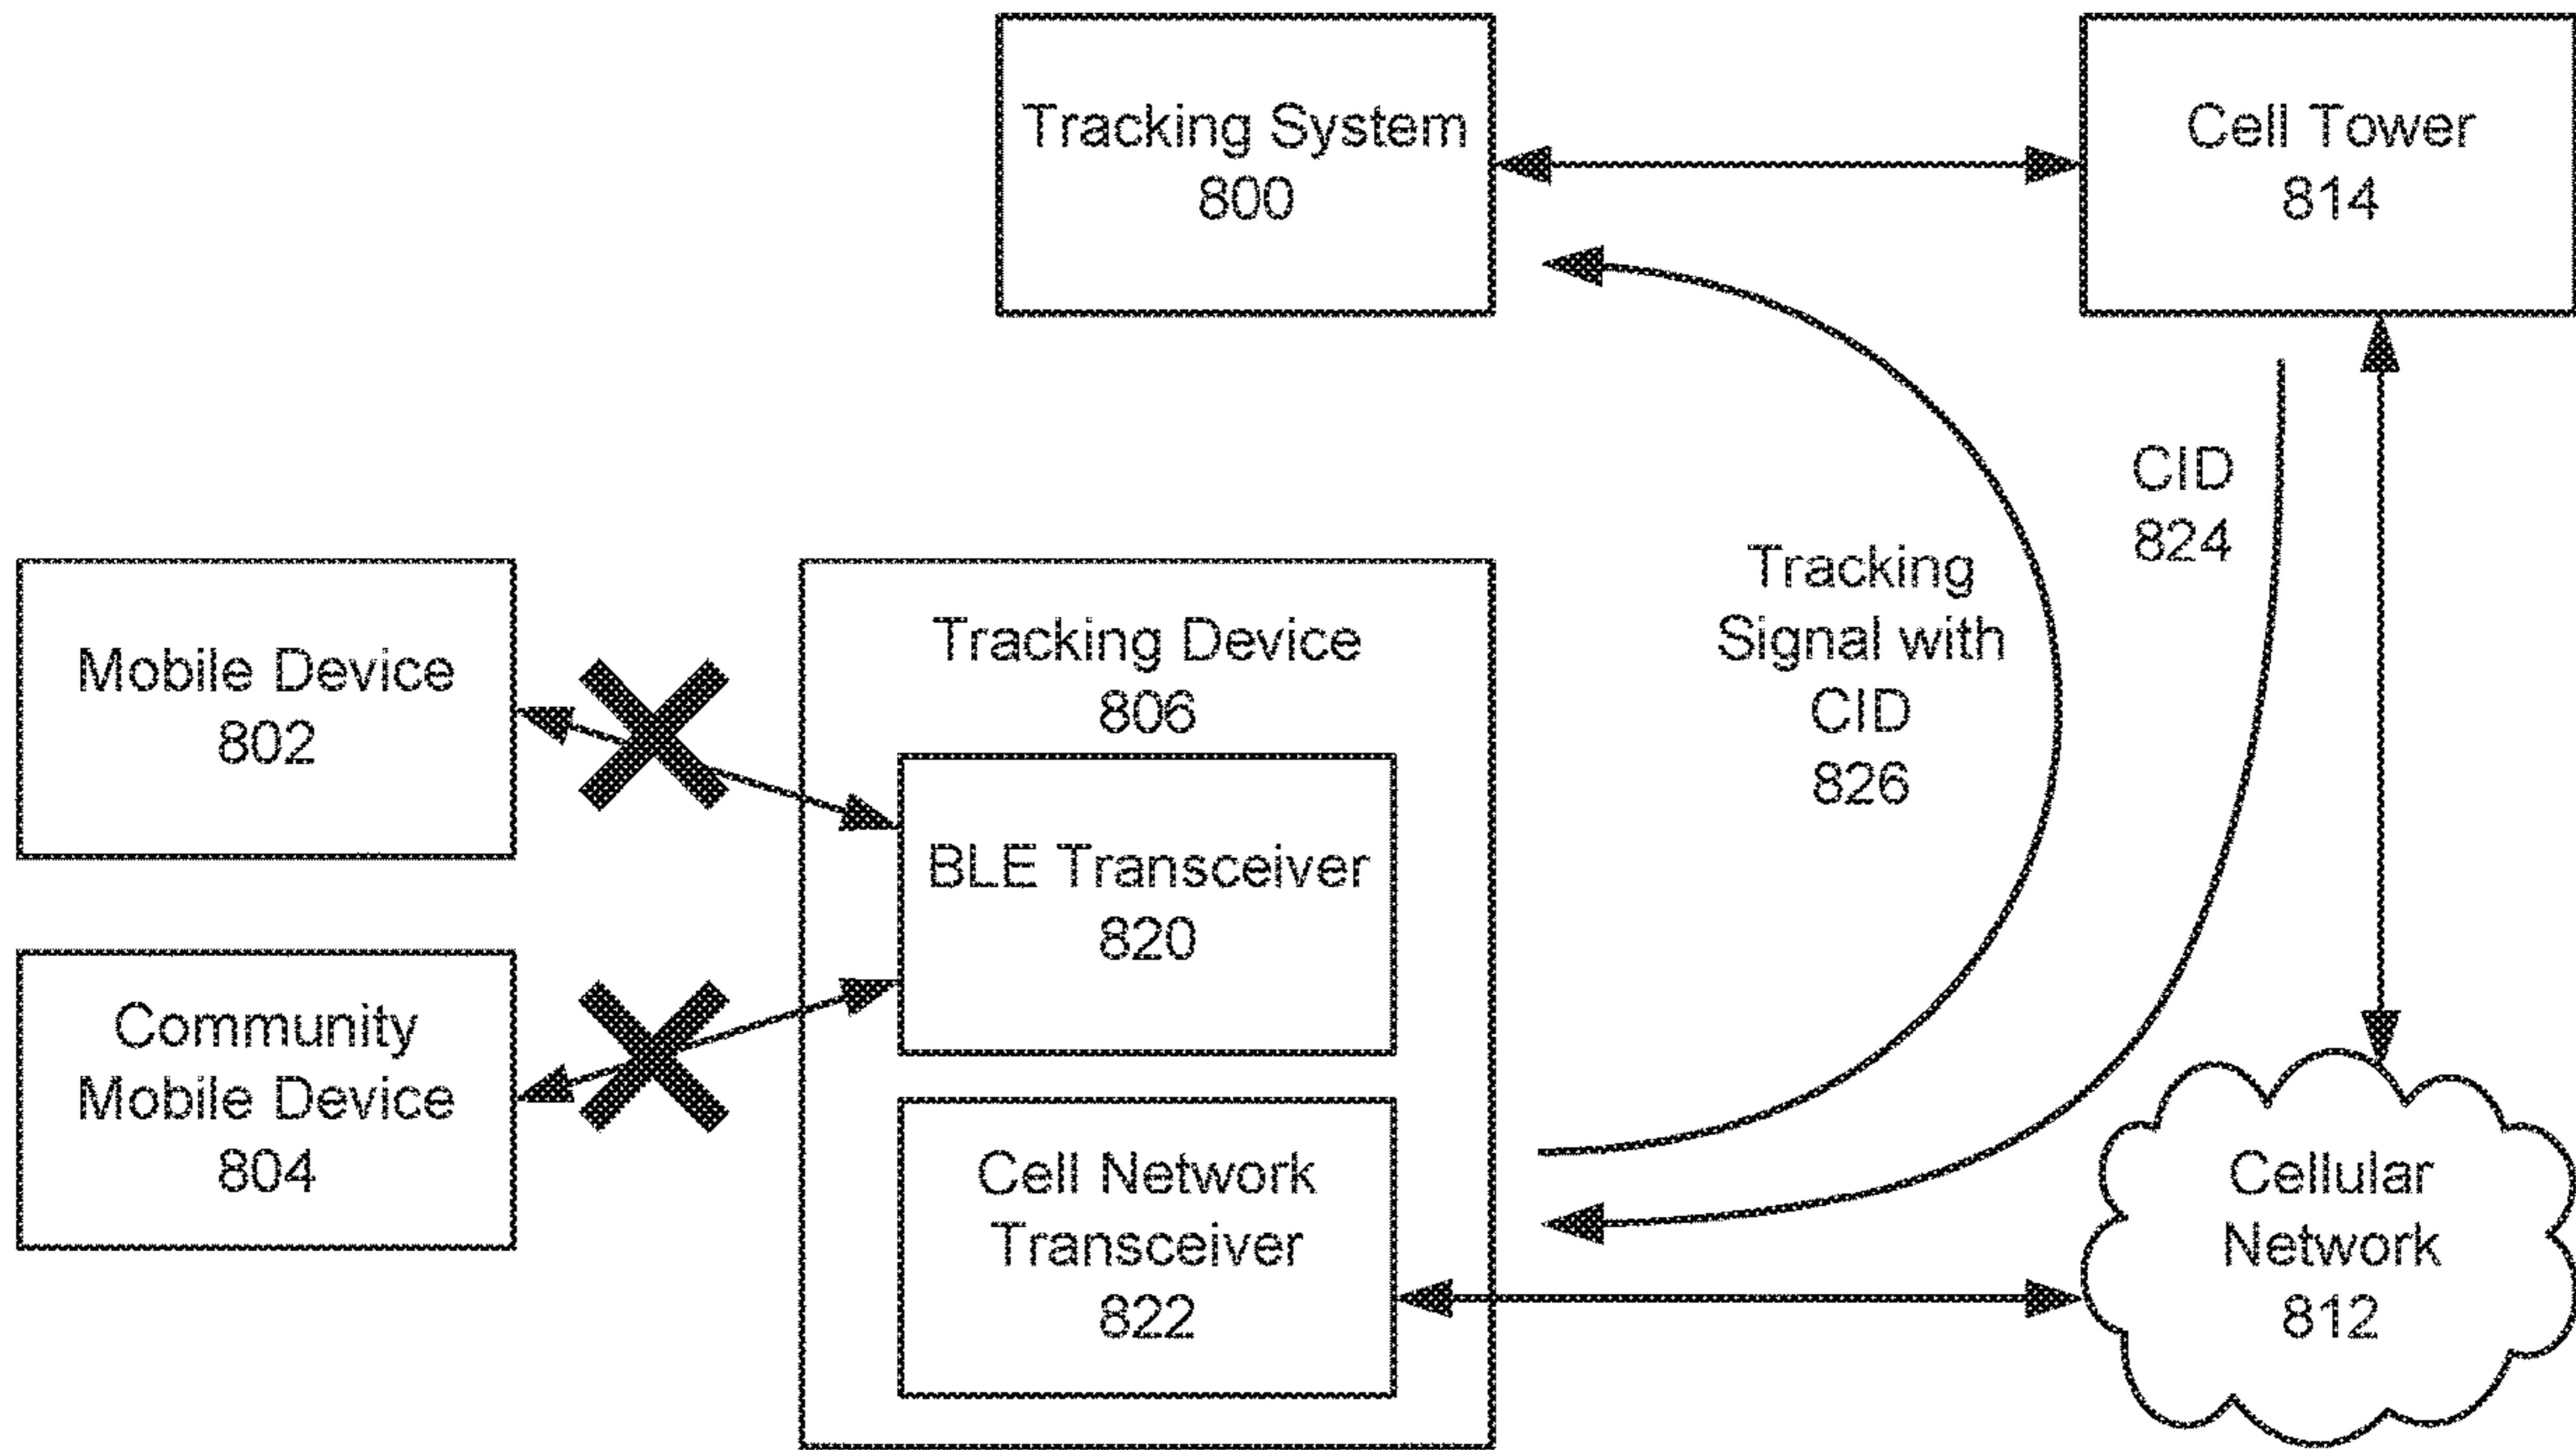 Tracking System
800
Cell Tower
814
CID
824
Tracking
Signal with
CID
826
Mobile Device
802
Tracking Device
806
BLE Transceiver
820
Community
Mobile Device
804
Cell Network
Transceiver
822
Cellular
Network
812